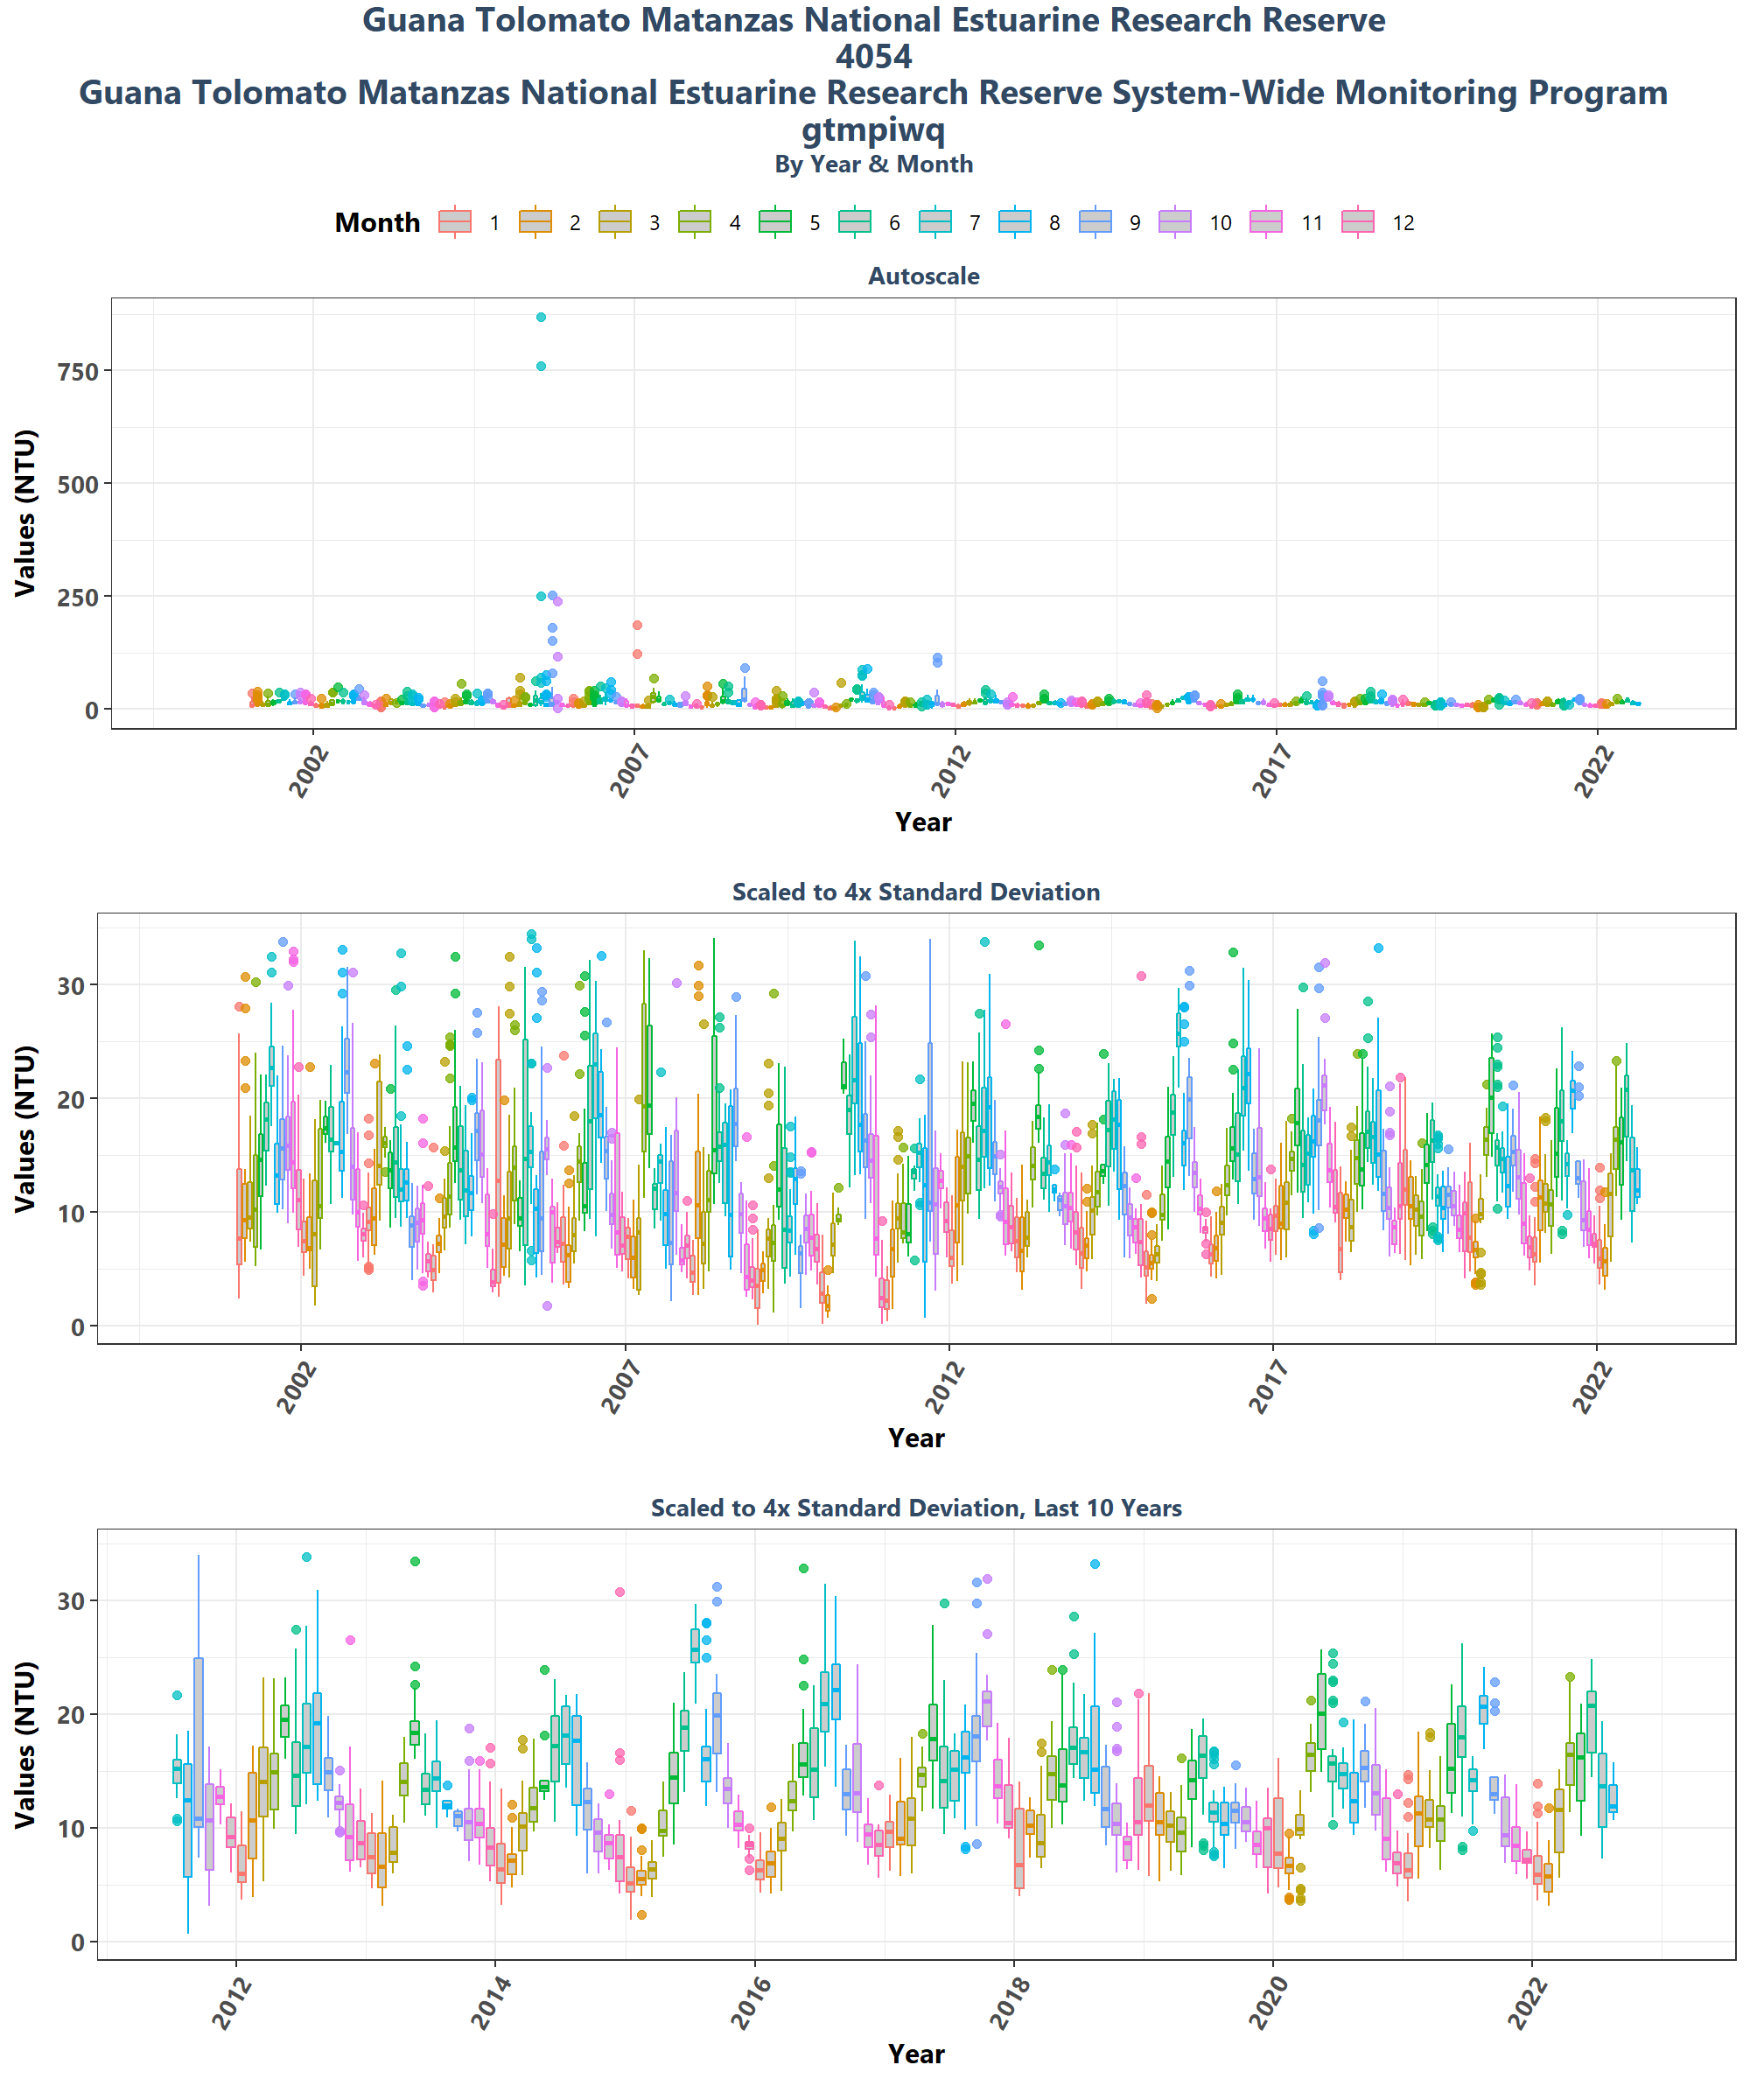 Guana Tolomato Matanzas National Estuarine Research Reserve
4054
Guana Tolomato Matanzas National Estuarine Research Reserve System-Wide Monitoring Program
gtmpiwq
By Year & Month
Month 1 2 3 4 5 6 7 8 9 10 11 12
Autoscale
Values (NTU)
750
500
250
0
2002 2007 2012 2017 2022
Year
Scaled to 4x Standard Deviation
Values (NTU)
30
20
10
0
2002 2007 2012 2017 2022
Year
Scaled to 4x Standard Deviation, Last 10 Years
Values (NTU)
30
20
10
0
2012 2014 2016 2018 2020 2022
Year